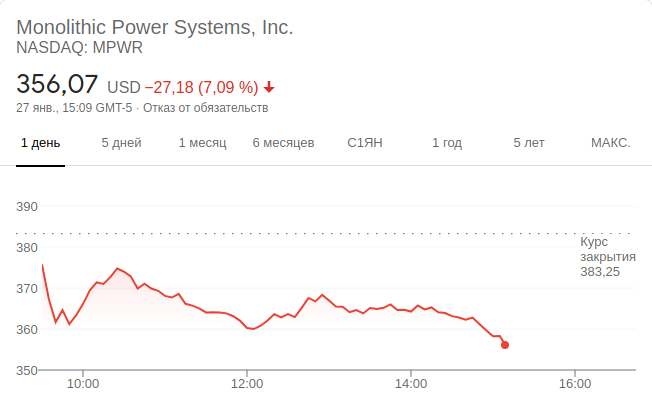 Monolithic Power Systems, Inc.
NASDAQ: MPWR
356,07 USD −27,18 (7,09 %)
27 янв., 15:09 GMT-5 · Отказ от обязательств
1 день 5 дней 1 месяц 6 месяцев С1ЯН 1 год 5 лет МАКС.
390
Курс
380
закрытия
383,25
370
360
350
10:00 12:00 14:00 16:00